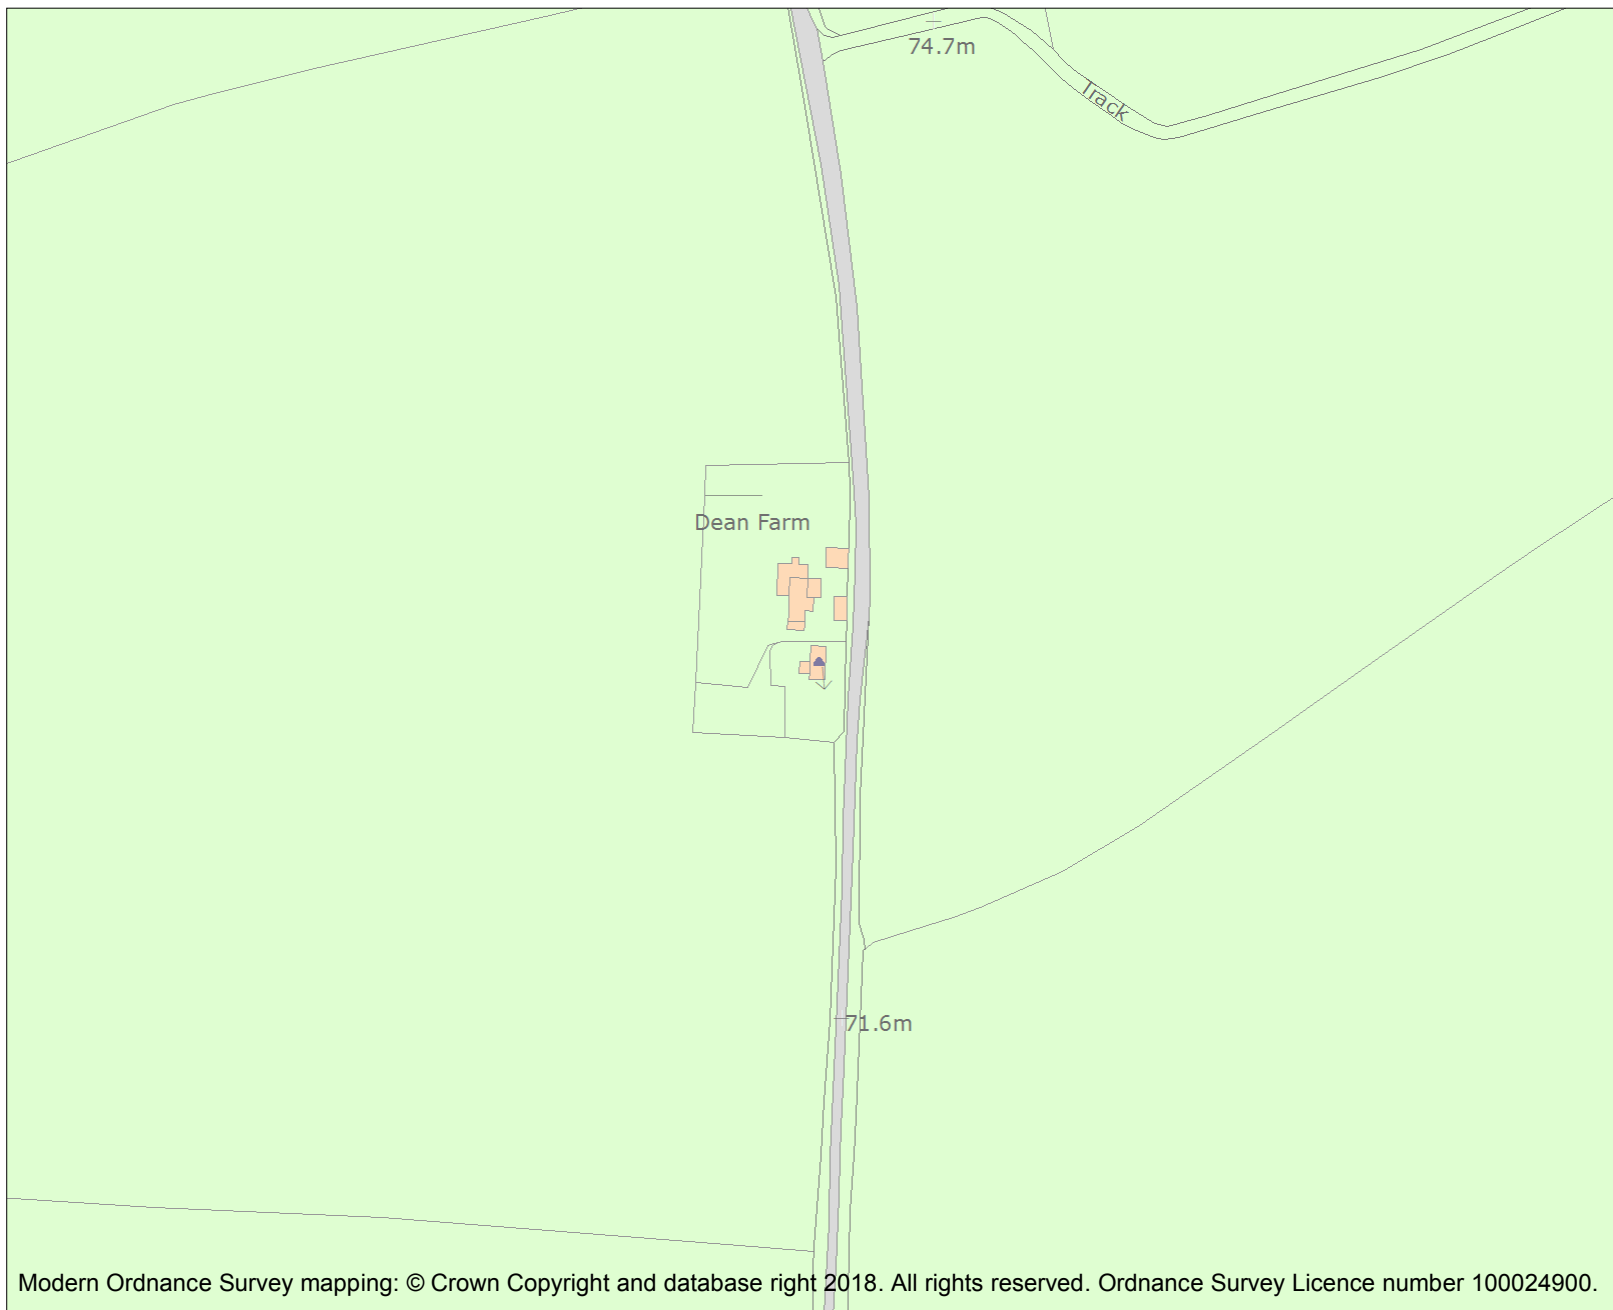 74.7m
Track
Dean Farm
71.6m
Modern Ordnance Survey mapping: © Crown Copyright and database right 2018. All rights reserved. Ordnance Survey Licence number 100024900.